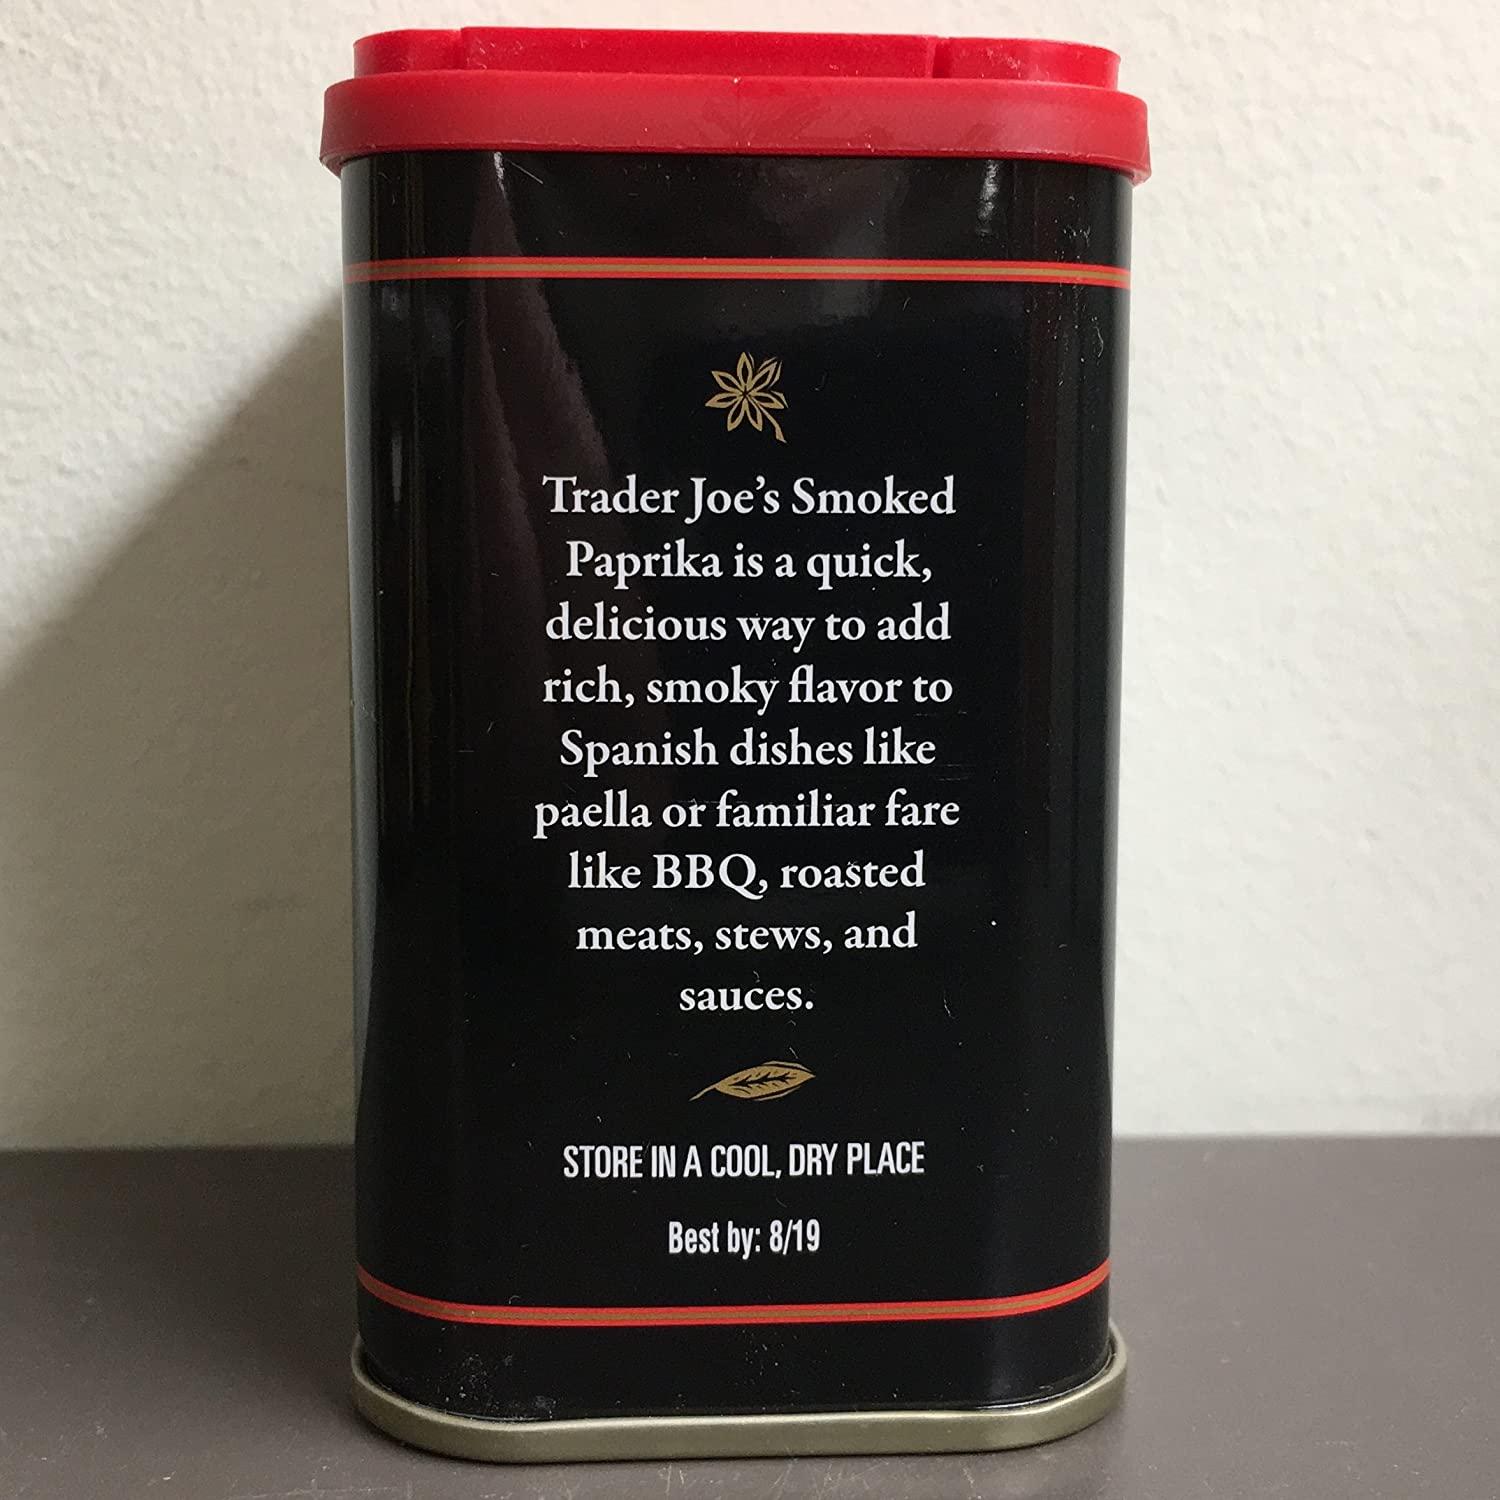 Trader Joe's Smoked
Paprika is a quick,
delicious way to add
rich, smoky flavor to
Spanish dishes like
paella or familiar fare
like BBQ, roasted
meats, stews, and
sauces.
STORE IN A COOL, DRY PLACE
Best by: 8/19